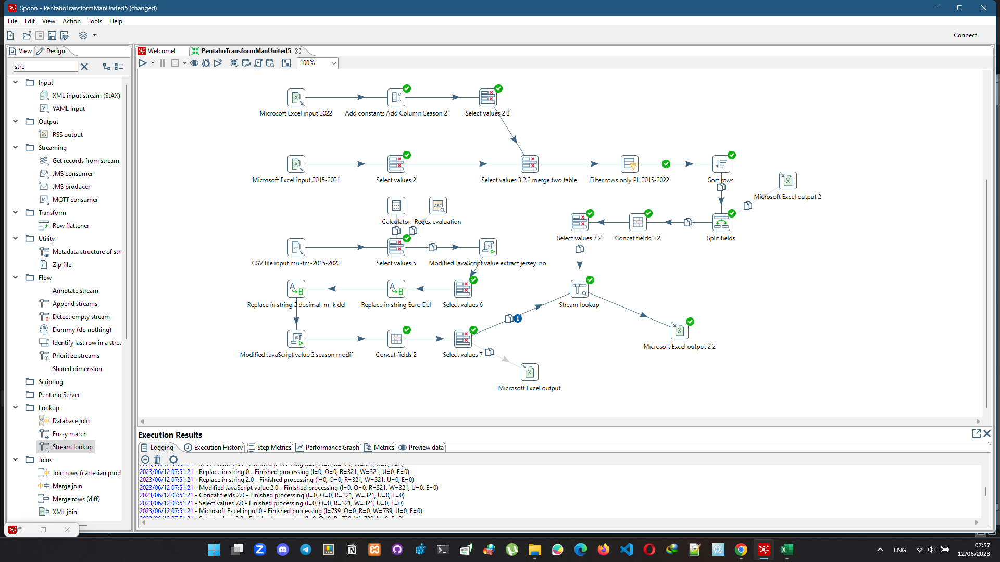 Spoon - PentahoTransformManUnited5 (changed)
File Edit View Action Tools Help
Connect
View Design
Welcome! PentahoTransformManUnited5
stre
100%
Input
XML input stream (StAX)
YAML input
Output
RSS output
Streaming
Get records from stream
JMS consumer
JMS producer
MQTT consumer
Transform
Row flattener
Utility
Metadata structure of stre
Zip file
Flow
Annotate stream
Append streams
Detect empty stream
Dummy (do nothing)
Identify last row in a strea
Prioritize streams
Shared dimension
Scripting
Pentaho Server
Lookup
Database join
Fuzzy match
Stream lookup
Joins
Join rows (cartesian prod
Merge join
Merge rows (diff)
XML join
Microsoft Excel input 2022
Add constants Add Column Season 2
Select values 2 3
Microsoft Excel input 2015-2021
Select values 2
Select values 3 2 2 merge two table
Filter rows only PL 2015-2022
Sort rows
Microsoft Excel output 2
Calculator
Regex evaluation
Select values 7 2
Concat fields 2 2
Split fields
CSV file input mu-tm-2015-2022
Select values 5
Modified JavaScript value extract jersey_no
Replace in string 2 decimal, m, k del
Replace in string Euro Del
Select values 6
Stream lookup
Microsoft Excel output 2 2
Modified JavaScript value 2 season modif
Concat fields 2
Select values 7
Microsoft Excel output
Execution Results
Logging Execution History Step Metrics Performance Graph Metrics Preview data
2023/06/12 07:51:21 - Replace in string.0 - Finished processing (I=0, O=0, R=321, W=321, U=0, E=0)
2023/06/12 07:51:21 - Replace in string 2.0 - Finished processing (I=0, O=0, R=321, W=321, U=0, E=0)
2023/06/12 07:51:21 - Modified JavaScript value 2.0 - Finished processing (I=0, O=0, R=321, W=321, U=0, E=0)
2023/06/12 07:51:21 - Concat fields 2.0 - Finished processing (I=0, O=0, R=321, W=321, U=0, E=0)
2023/06/12 07:51:21 - Select values 7.0 - Finished processing (I=0, O=0, R=321, W=321, U=0, E=0)
2023/06/12 07:51:21 - Microsoft Excel input.0 - Finished processing (I=739, O=0, R=0, W=739, U=0, E=0)
ENG
07:57
12/06/2023